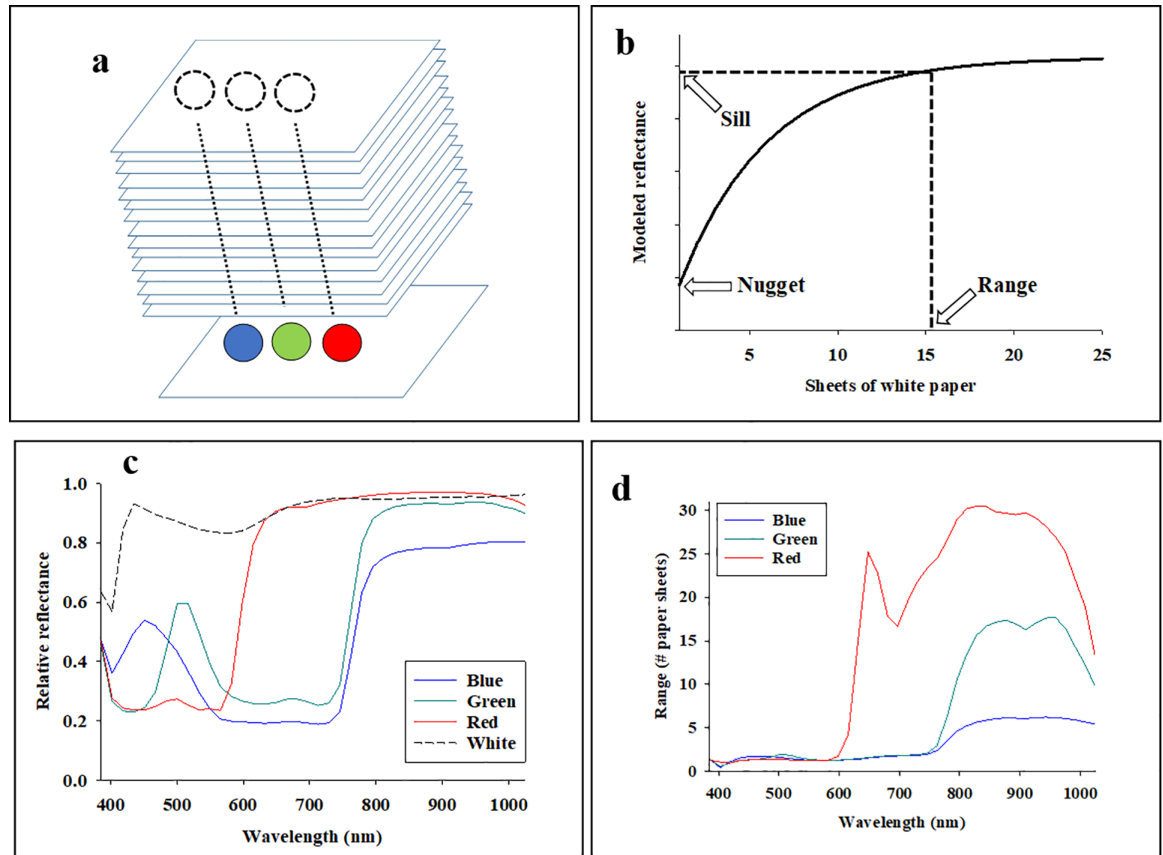 a
b
Modeled reflectance
Sill
Nugget
Range
5 10 15 20 25
Sheets of white paper
c
Relative reflectance
1.0
0.8
0.6
0.4
0.2
0.0
Blue
Green
Red
White
400 500 600 700 800 900 1000
Wavelength (nm)
d
Range (# paper sheets)
30
25
20
15
10
5
0
Blue
Green
Red
400 500 600 700 800 900 1000
Wavelength (nm)